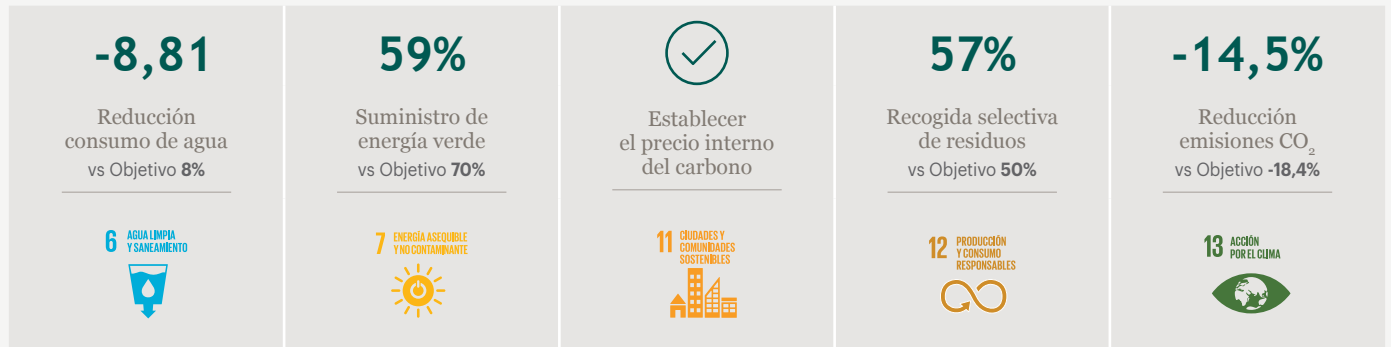 -8,81
Reducción
consumo de agua
vs Objetivo 8%
6 AGUA LIMPIA
Y SANEAMIENTO
59%
Suministro de
energía verde
vs Objetivo 70%
7 ENERGÍA ASEQUIBLE
Y NO CONTAMINANTE
Establecer
el precio interno
del carbono
11 CIUDADES Y
COMUNIDADES
SOSTENIBLES
57%
Recogida selectiva
de residuos
vs Objetivo 50%
12 PRODUCCIÓN
Y CONSUMO
RESPONSABLES
-14,5%
Reducción
emisiones CO₂
vs Objetivo -18,4%
13 ACCIÓN
POR EL CLIMA